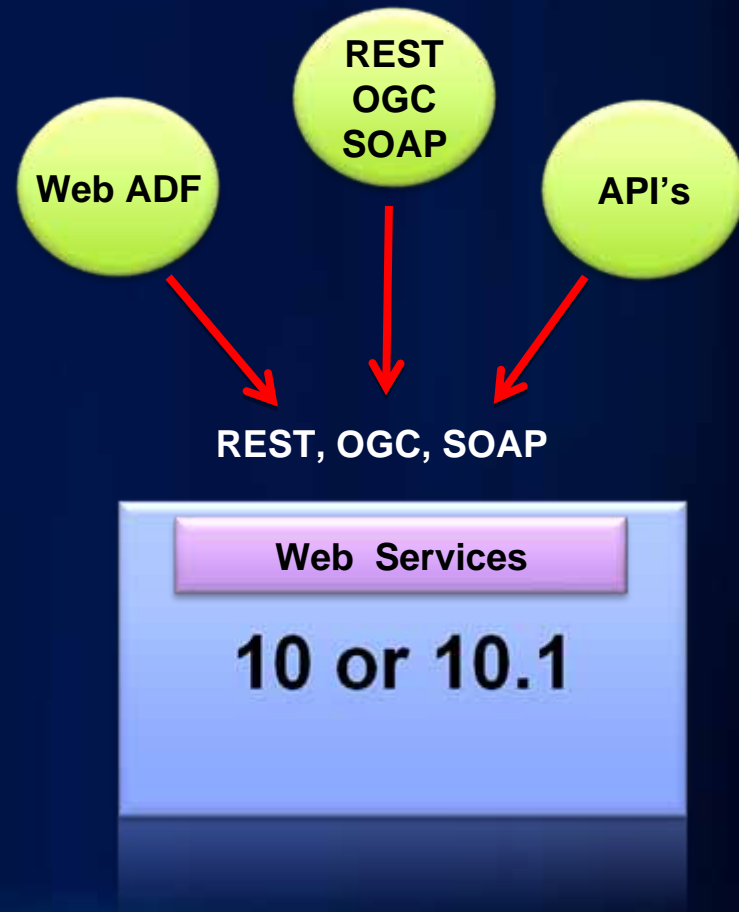 REST
OGC
SOAP
Web ADF
API’s
REST, OGC, SOAP
Web Services
10 or 10.1